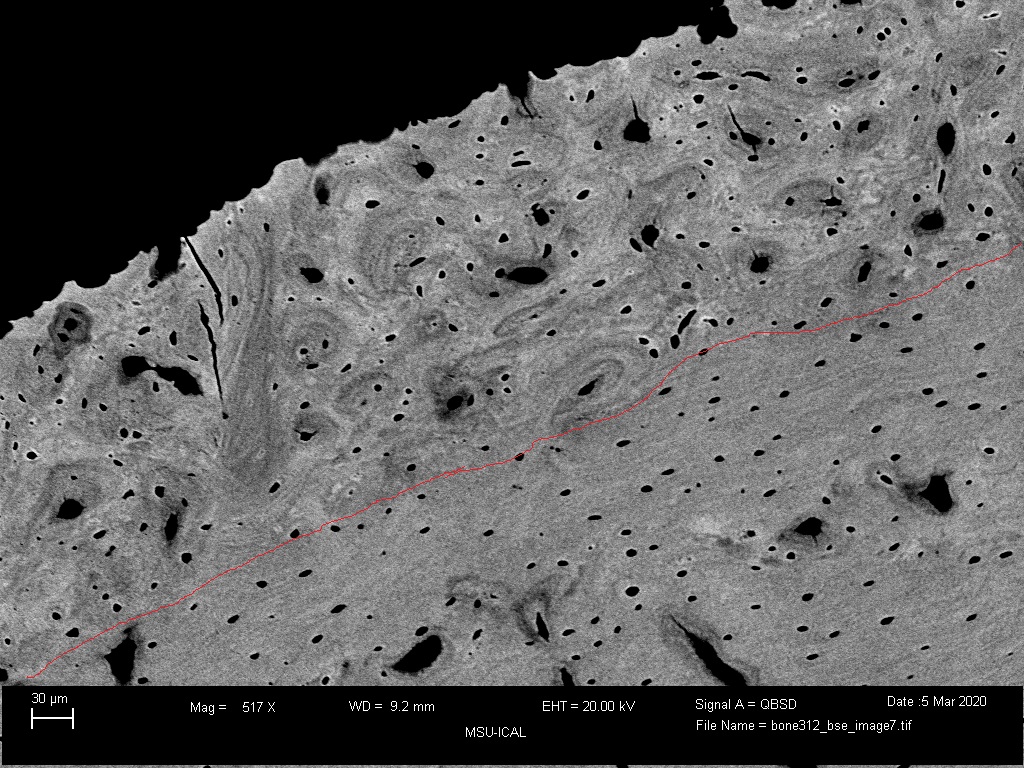 30 µm
Mag = 517 X
WD = 9.2 mm
EHT = 20.00 kV
Signal A = QBSD
Date :5 Mar 2020
File Name = bone312_bse_image7.tif
MSU-ICAL